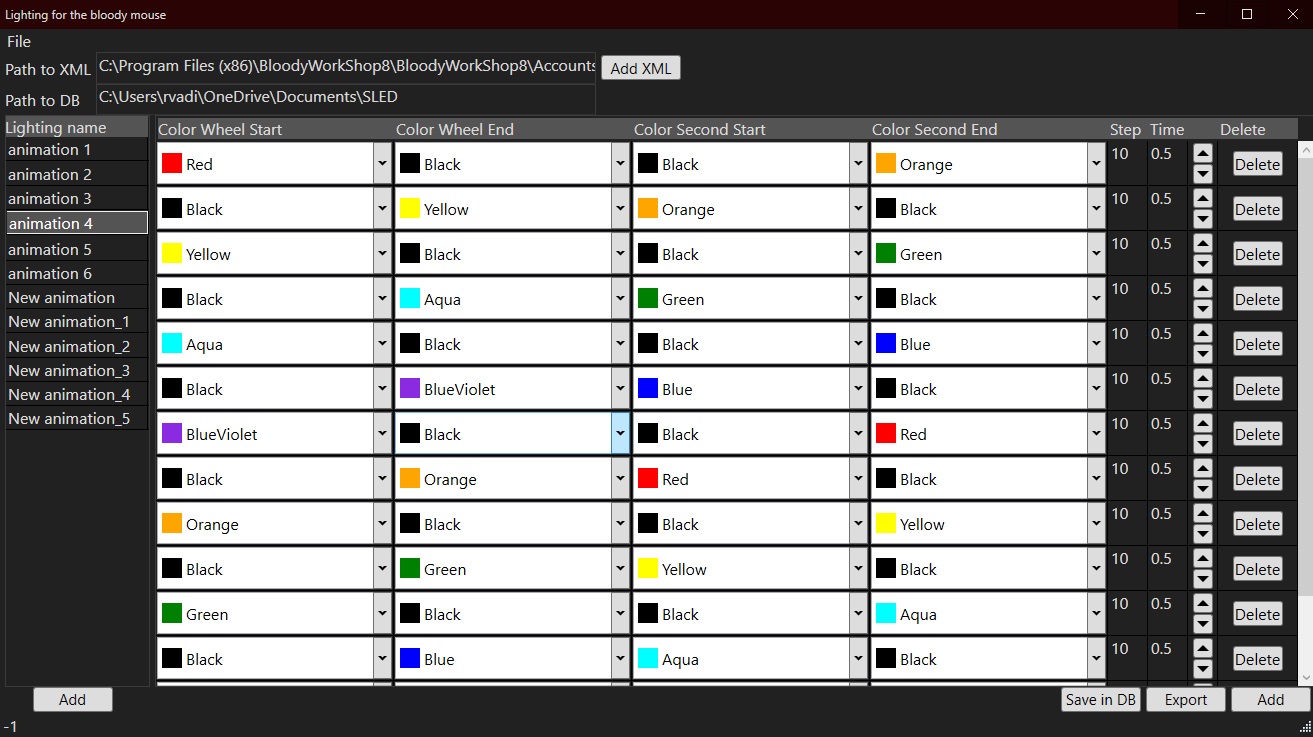 Lighting for the bloody mouse
File
Path to XML C:\Program Files (x86)\BloodyWorkShop8\BloodyWorkShop8\Accounts Add XML
Path to DB C:\Users\rvadi\OneDrive\Documents\SLED
Lighting name
animation 1
animation 2
animation 3
animation 4
animation 5
animation 6
New animation
New animation_1
New animation_2
New animation_3
New animation_4
New animation_5
Add
Color Wheel Start Color Wheel End Color Second Start Color Second End Step Time Delete
Red Black Black Orange 10 0.5 Delete
Black Yellow Orange Black 10 0.5 Delete
Yellow Black Black Green 10 0.5 Delete
Black Aqua Green Black 10 0.5 Delete
Aqua Black Black Blue 10 0.5 Delete
Black BlueViolet Blue Black 10 0.5 Delete
BlueViolet Black Black Red 10 0.5 Delete
Black Orange Red Black 10 0.5 Delete
Orange Black Black Yellow 10 0.5 Delete
Black Green Yellow Black 10 0.5 Delete
Green Black Black Aqua 10 0.5 Delete
Black Blue Aqua Black 10 0.5 Delete
Save in DB Export Add
-1